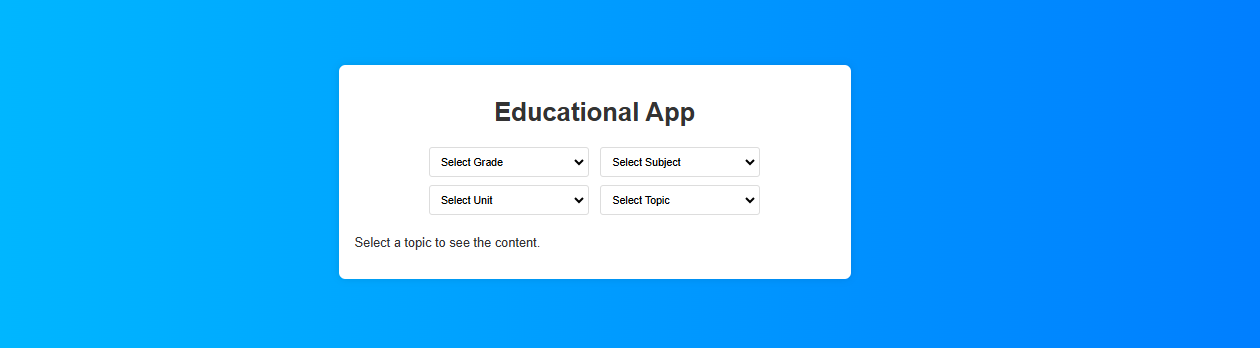 Educational App
Select Grade Select Subject
Select Unit Select Topic
Select a topic to see the content.